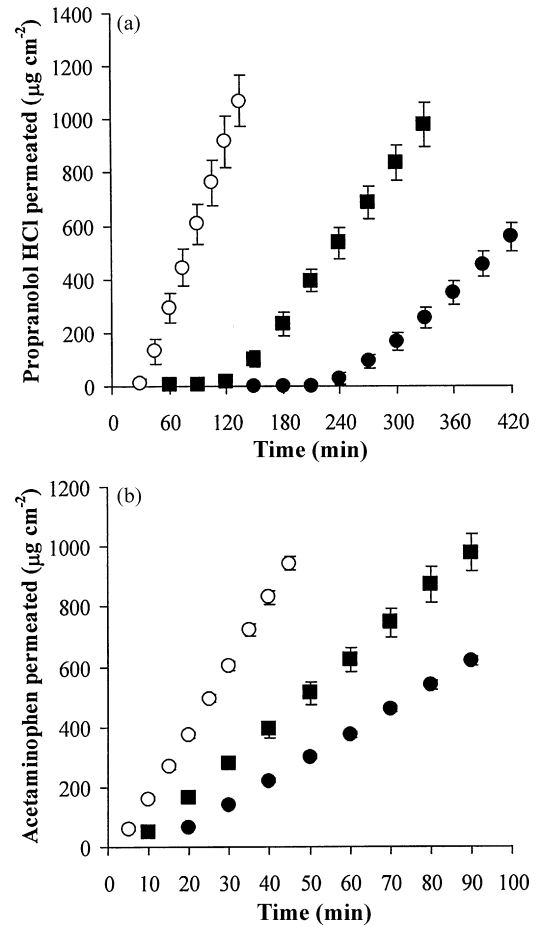 (a)
Propranolol HCl permeated (μg cm-2)
1400
1200
1000
800
600
400
200
0
0 60 120 180 240 300 360 420
Time (min)
(b)
Acetaminophen permeated (μg cm-2)
1200
1000
800
600
400
200
0
0 10 20 30 40 50 60 70 80 90 100
Time (min)